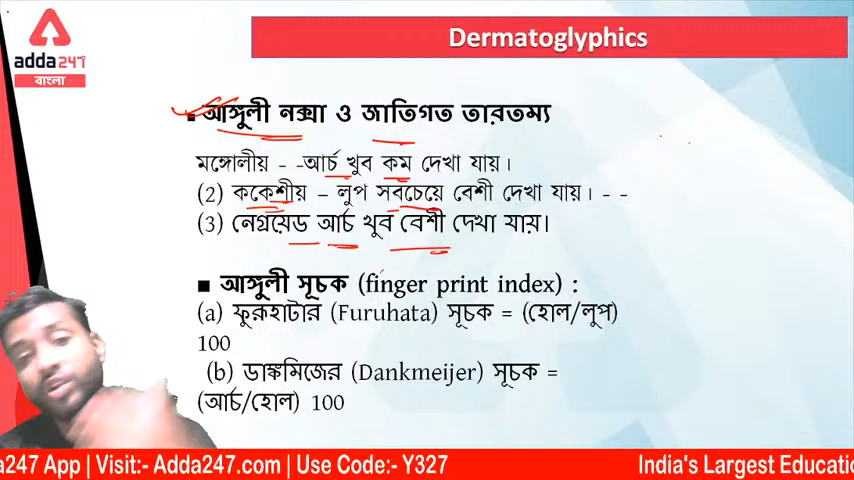 Dermatoglyphics
adda247
বাংলা
■ আঙ্গুলী নক্সা ও জাতিগত তারতম্য
মঙ্গোলীয় - -আর্চ খুব কম দেখা যায়।
(2) ককেশীয় – লুপ সবচেয়ে বেশী দেখা যায়। - -
(3) নেগ্রয়েড আর্চ খুব বেশী দেখা যায়।
■ আঙ্গুলী সূচক (finger print index) :
(a) ফুরূহাটার (Furuhata) সূচক = (হোল/লুপ)
100
(b) ডাঙ্কমিজের (Dankmeijer) সূচক =
(আর্চ/হোল) 100
a247 App | Visit:- Adda247.com | Use Code:- Y327
India's Largest Educatio